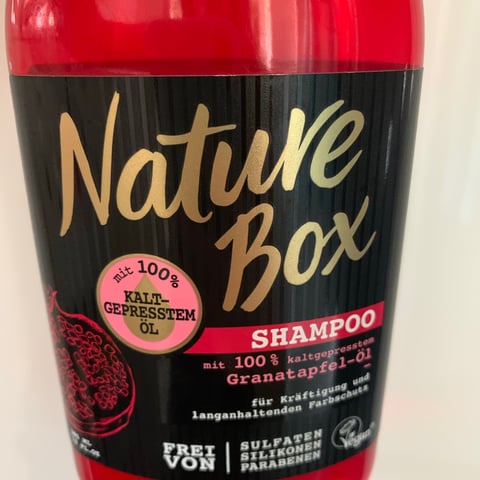 Nature
Box
mit 100%
KALT-
GEPRESSTEM
ÖL
SHAMPOO
mit 100% kaltgepresstem
Granatapfel-Öl
für Kräftigung und
langanhaltenden Farbschutz
FREI
VON
SULFATEN
SILIKONEN
PARABENEN
Vegan